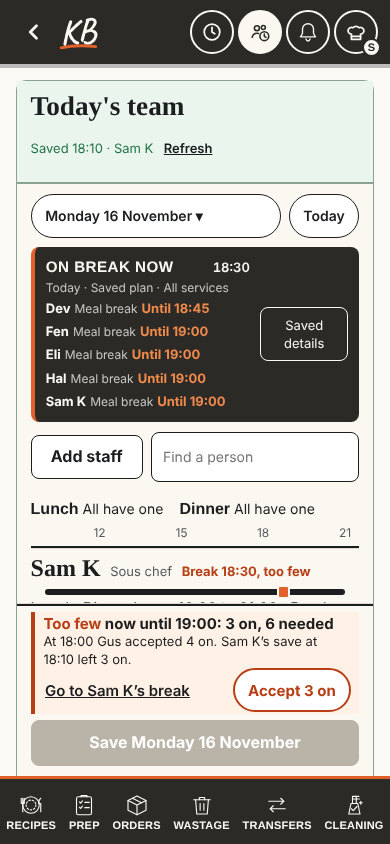 KB
S
Today's team
Saved 18:10 · Sam K Refresh
Monday 16 November ▾ Today
ON BREAK NOW 18:30
Today · Saved plan · All services
Dev Meal break Until 18:45
Fen Meal break Until 19:00
Eli Meal break Until 19:00
Hal Meal break Until 19:00
Sam K Meal break Until 19:00
Saved
details
Add staff Find a person
Lunch All have one Dinner All have one
12 15 18 21
Sam K Sous chef Break 18:30, too few
Too few now until 19:00: 3 on, 6 needed
At 18:00 Gus accepted 4 on. Sam K's save at
18:10 left 3 on.
Go to Sam K's break Accept 3 on
Save Monday 16 November
RECIPES PREP ORDERS WASTAGE TRANSFERS CLEANING